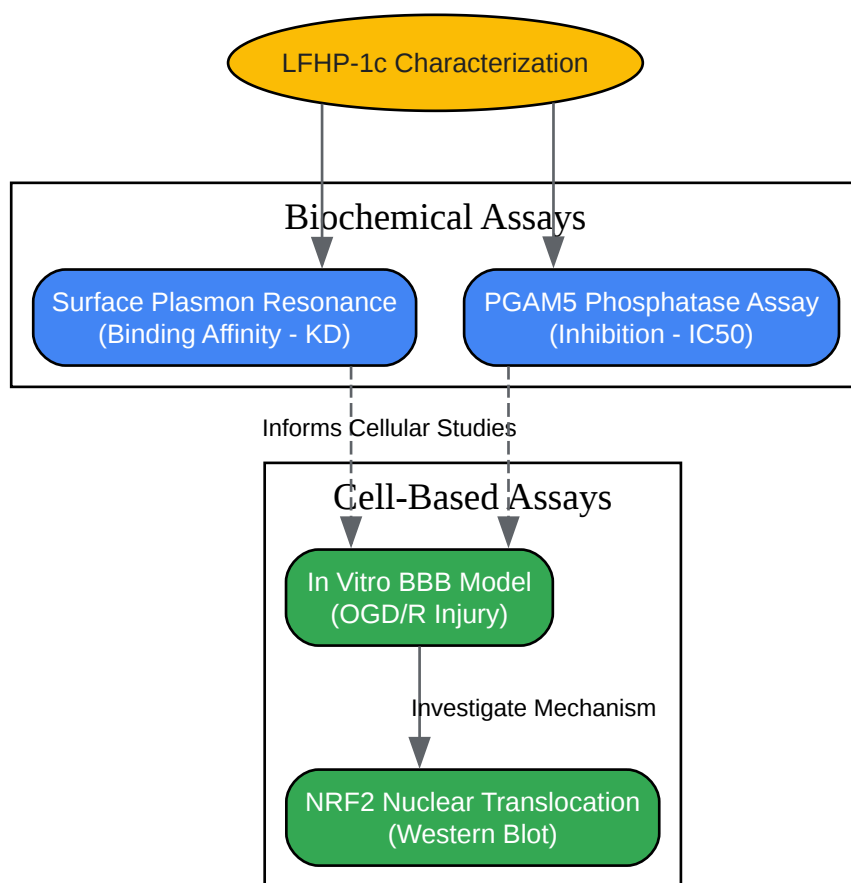 LFHP-1c Characterization
Biochemical Assays
Surface Plasmon Resonance
(Binding Affinity - KD)
PGAM5 Phosphatase Assay
(Inhibition - IC50)
Informs Cellular Studies
Cell-Based Assays
In Vitro BBB Model
(OGD/R Injury)
Investigate Mechanism
NRF2 Nuclear Translocation
(Western Blot)